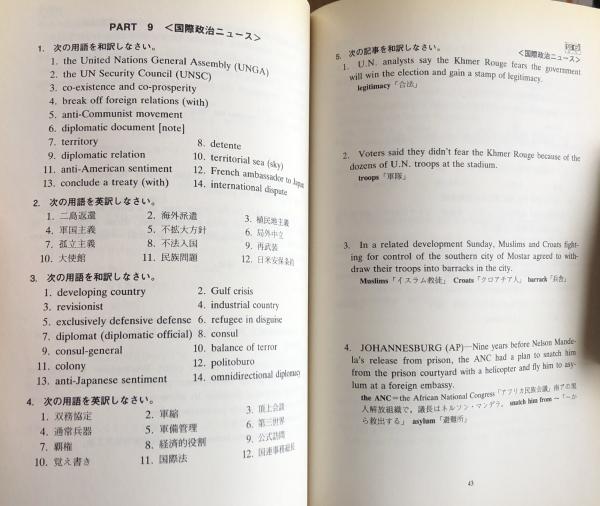 PART 9 <国際政治ニュース>
1. 次の用語を和訳しなさい。
1. the United Nations General Assembly (UNGA)
2. the UN Security Council (UNSC)
3. co-existence and co-prosperity
4. break off foreign relations (with)
5. anti-Communist movement
6. diplomatic document [note]
7. territory 8. detente
9. diplomatic relation 10. territorial sea (sky)
11. anti-American sentiment 12. French ambassador to Japan
13. conclude a treaty (with) 14. international dispute
2. 次の用語を英訳しなさい。
1. 二島返還 2. 海外派遣 3. 植民地主義
4. 軍国主義 5. 不拡大方針 6. 局外中立
7. 孤立主義 8. 不法入国 9. 再武装
10. 大使館 11. 民族問題 12. 日米安保条約
3. 次の用語を和訳しなさい。
1. developing country 2. Gulf crisis
3. revisionist 4. industrial country
5. exclusively defensive defense 6. refugee in disguise
7. diplomat (diplomatic official) 8. consul
9. consul-general 10. balance of terror
11. colony 12. politoburo
13. anti-Japanese sentiment 14. omnidirectional diplomacy
4. 次の用語を英訳しなさい。
1. 双務協定 2. 軍縮 3. 頂上会談
4. 通常兵器 5. 軍備管理 6. 第三世界
7. 覇権 8. 経済的役割 9. 公式訪問
10. 覚え書き 11. 国際法 12. 国連事務総長
<国際政治ニュース>
5. 次の記事を和訳しなさい。
1. U.N. analysts say the Khmer Rouge fears the government
will win the election and gain a stamp of legitimacy.
legitimacy「合法」
2. Voters said they didn't fear the Khmer Rouge because of the
dozens of U.N. troops at the stadium.
troops「軍隊」
3. In a related development Sunday, Muslims and Croats fight-
ing for control of the southern city of Mostar agreed to with-
draw their troops into barracks in the city.
Muslims「イスラム教徒」 Croats「クロアチア人」 barrack「兵舎」
4. JOHANNESBURG (AP)—Nine years before Nelson Mande-
la's release from prison, the ANC had a plan to snatch him
from the prison courtyard with a helicopter and fly him to asy-
lum at a foreign embassy.
the ANC＝the African National Congress「アフリカ民族会議」南アの黒
人解放組織で，議長はネルソン・マンデラ。 snatch him from ～「～か
ら救出する」 asylum「避難所」
43